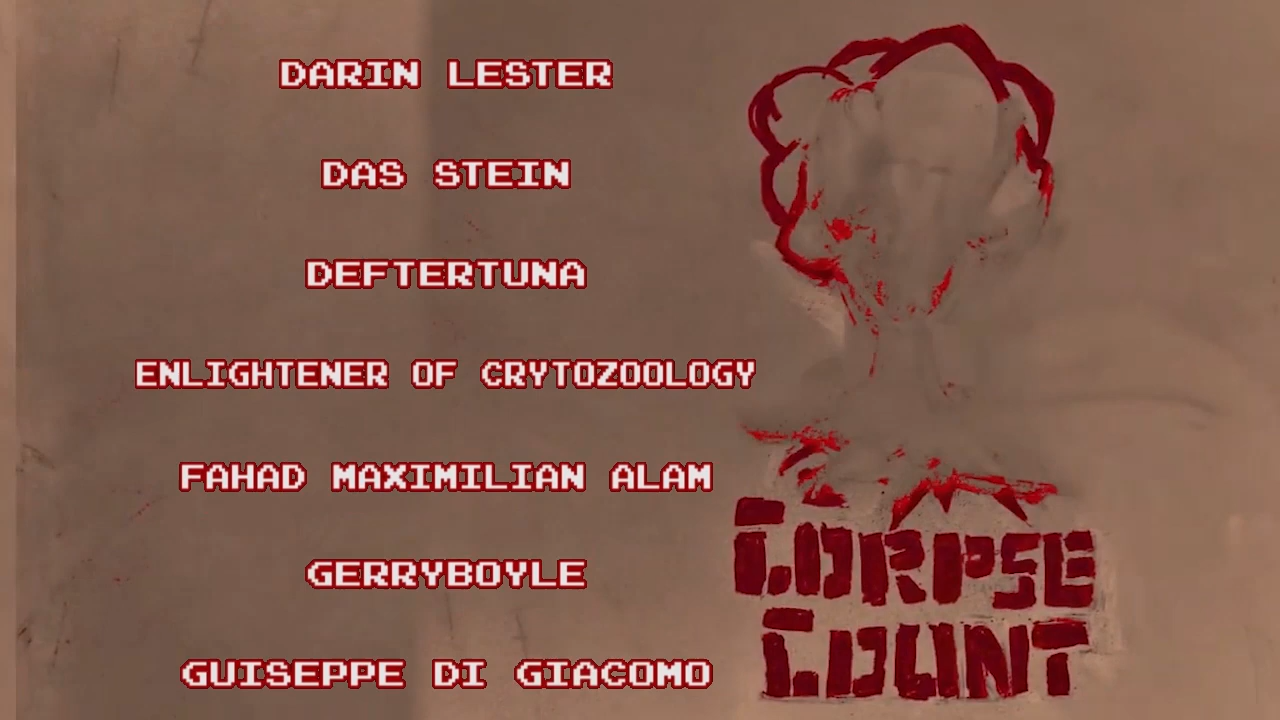 DARIN LESTER
DAS STEIN
DEFTERTUNA
ENLIGHTENER OF CRYTOZOOLOGY
FAHAD MAXIMILIAN ALAM
GERRYBOYLE
GUISEPPE DI GIACOMO
CORPSE
COUNT